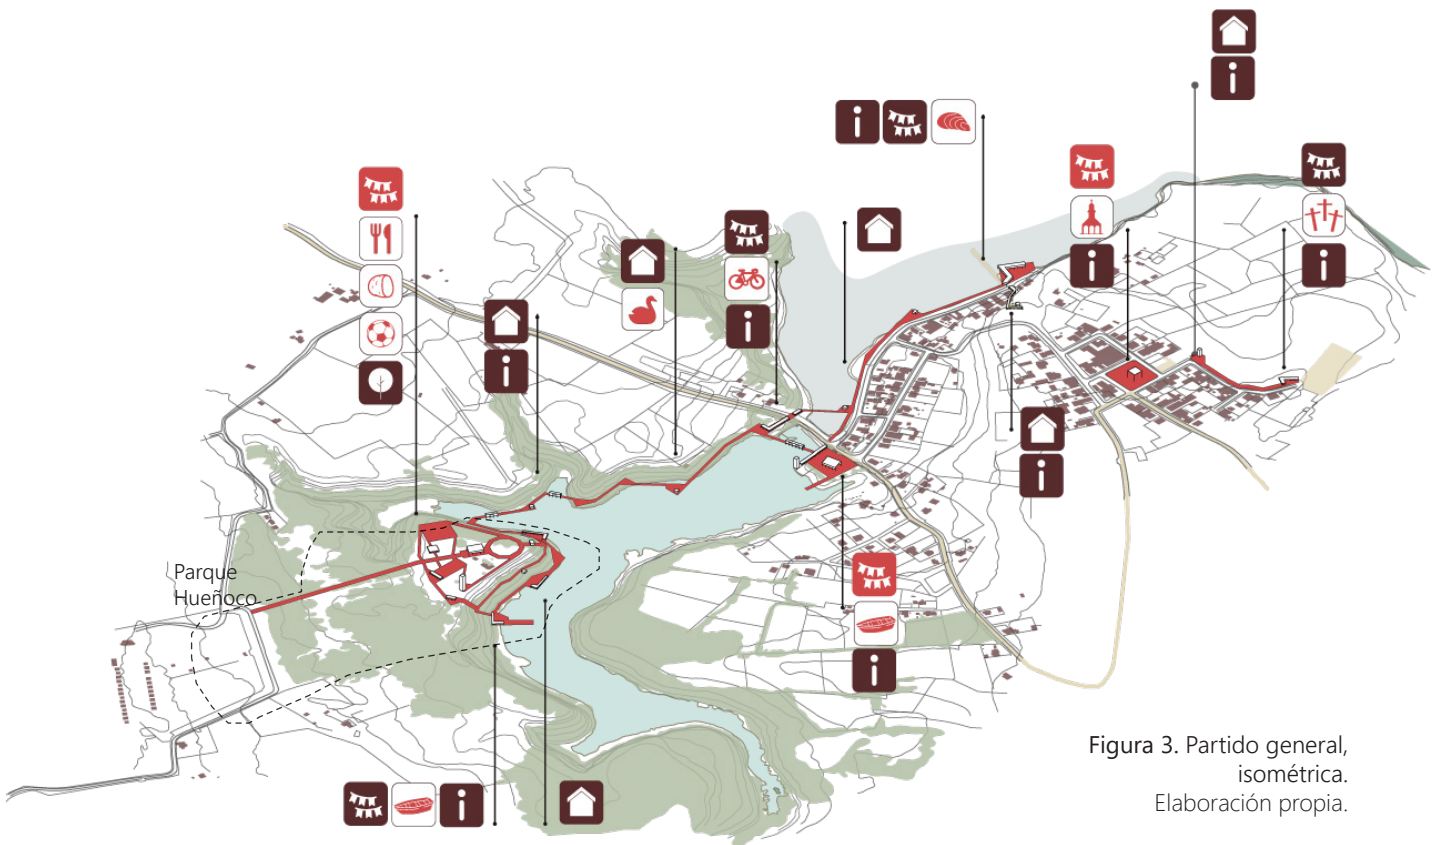 Parque
Hueñoco
Figura 3. Partido general,
isométrica.
Elaboración propia.